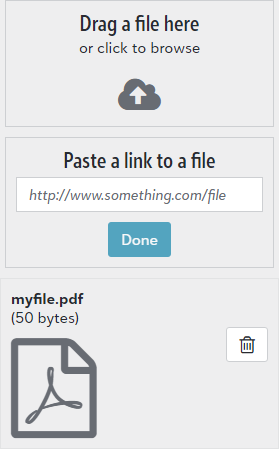 Drag a file here
or click to browse
Paste a link to a file
http://www.something.com/file
Done
myfile.pdf
(50 bytes)